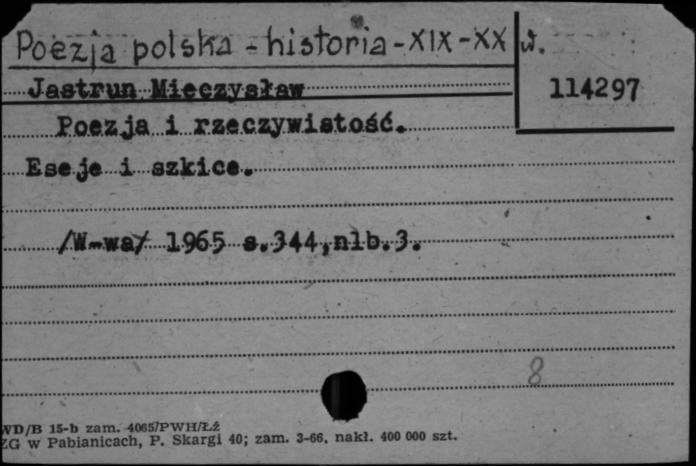 Poezja polska - historia - XIX - XX w.
114297
Jastrun Mieczysław
Poezja i rzeczywistość.
Eseje i szkice.
/W-wa/ 1965 s.344,nlb.3.
8
WD/B 15-b zam. 4065/PWH/Łź
ZG w Pabianicach, P. Skargi 40; zam. 3-66. nakł. 400 000 szt.